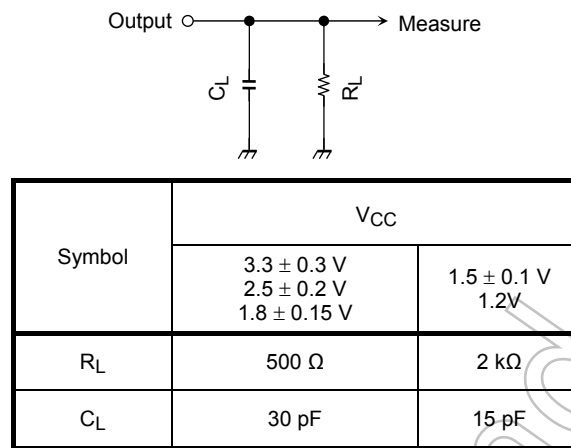 Output
Measure
CL
RL
Symbol
VCC
3.3 ± 0.3 V
2.5 ± 0.2 V
1.8 ± 0.15 V
1.5 ± 0.1 V
1.2V
RL
500 Ω
2 kΩ
CL
30 pF
15 pF